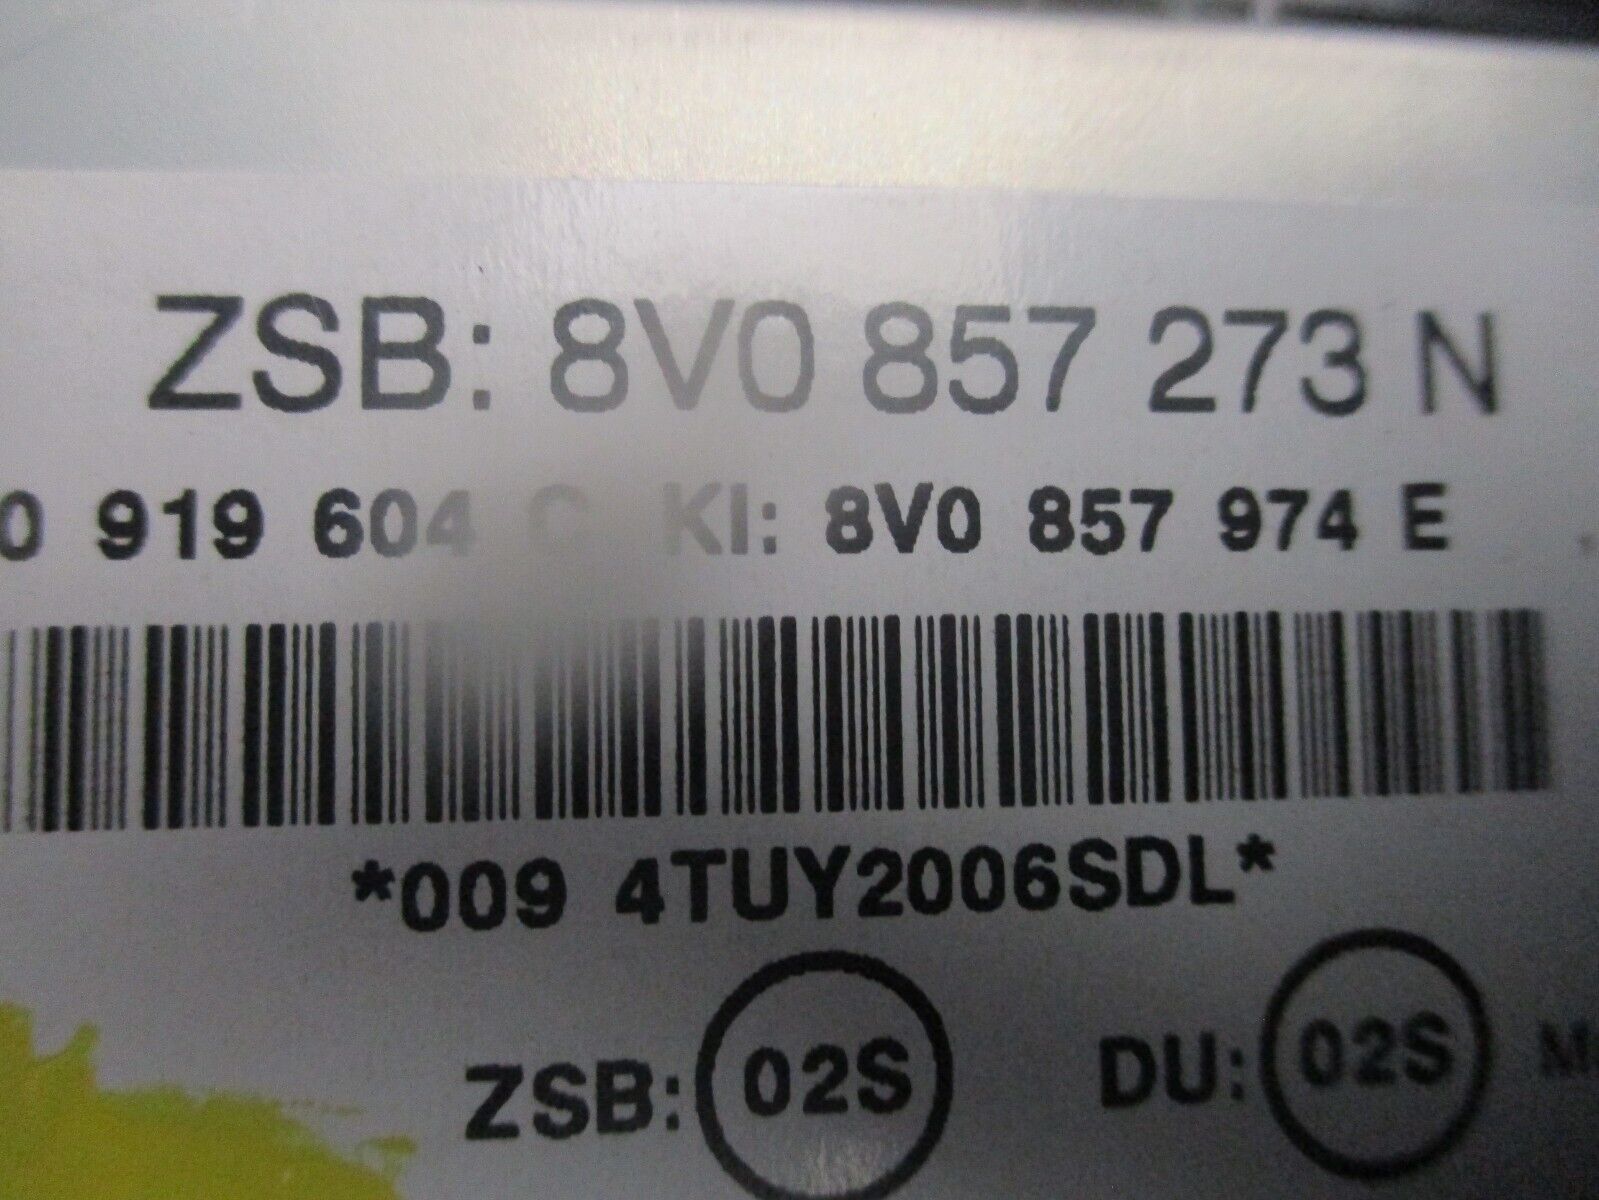 ZSB: 8V0 857 273 N
0 919 604 KI: 8V0 857 974 E
*009 4TUY2006SDL*
ZSB: 02S DU: 02S